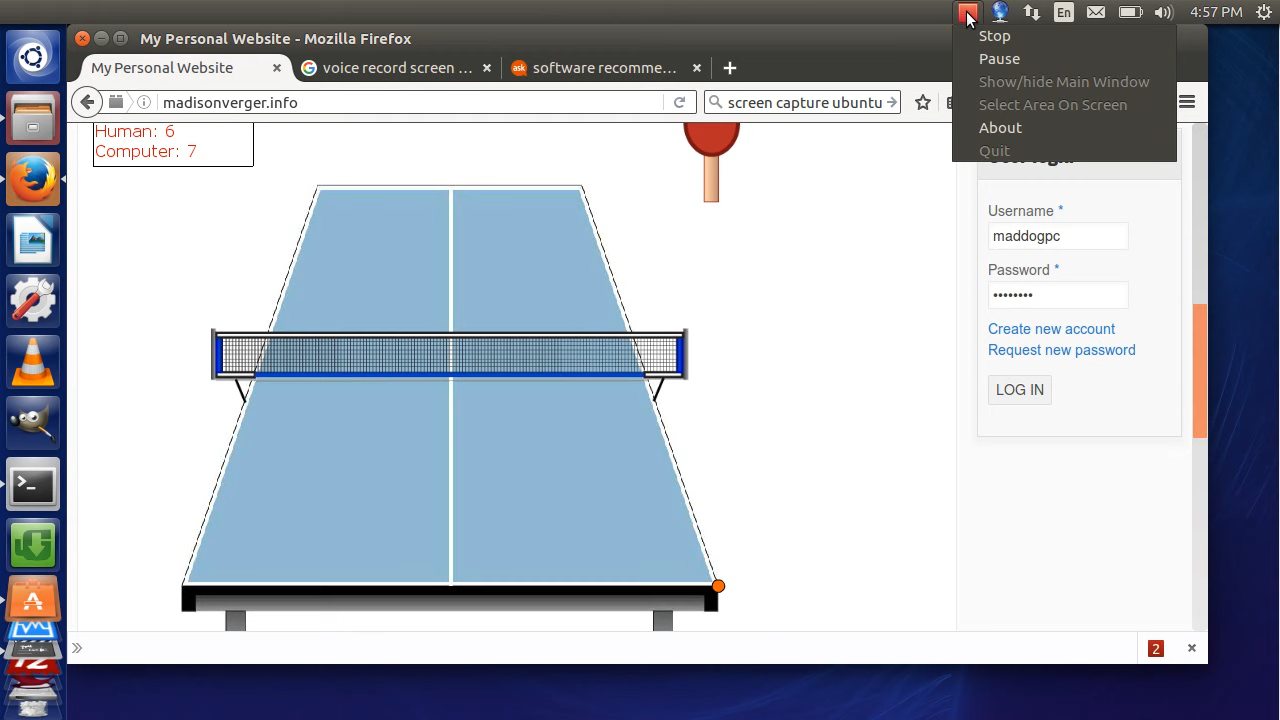 En
4:57 PM
My Personal Website - Mozilla Firefox
Stop
Pause
Show/hide Main Window
Select Area On Screen
About
Quit
My Personal Website
voice record screen ...
software recomme...
madisonverger.info
screen capture ubuntu
Human: 6
Computer: 7
Username *
maddogpc
Password *
••••••••
Create new account
Request new password
LOG IN
2